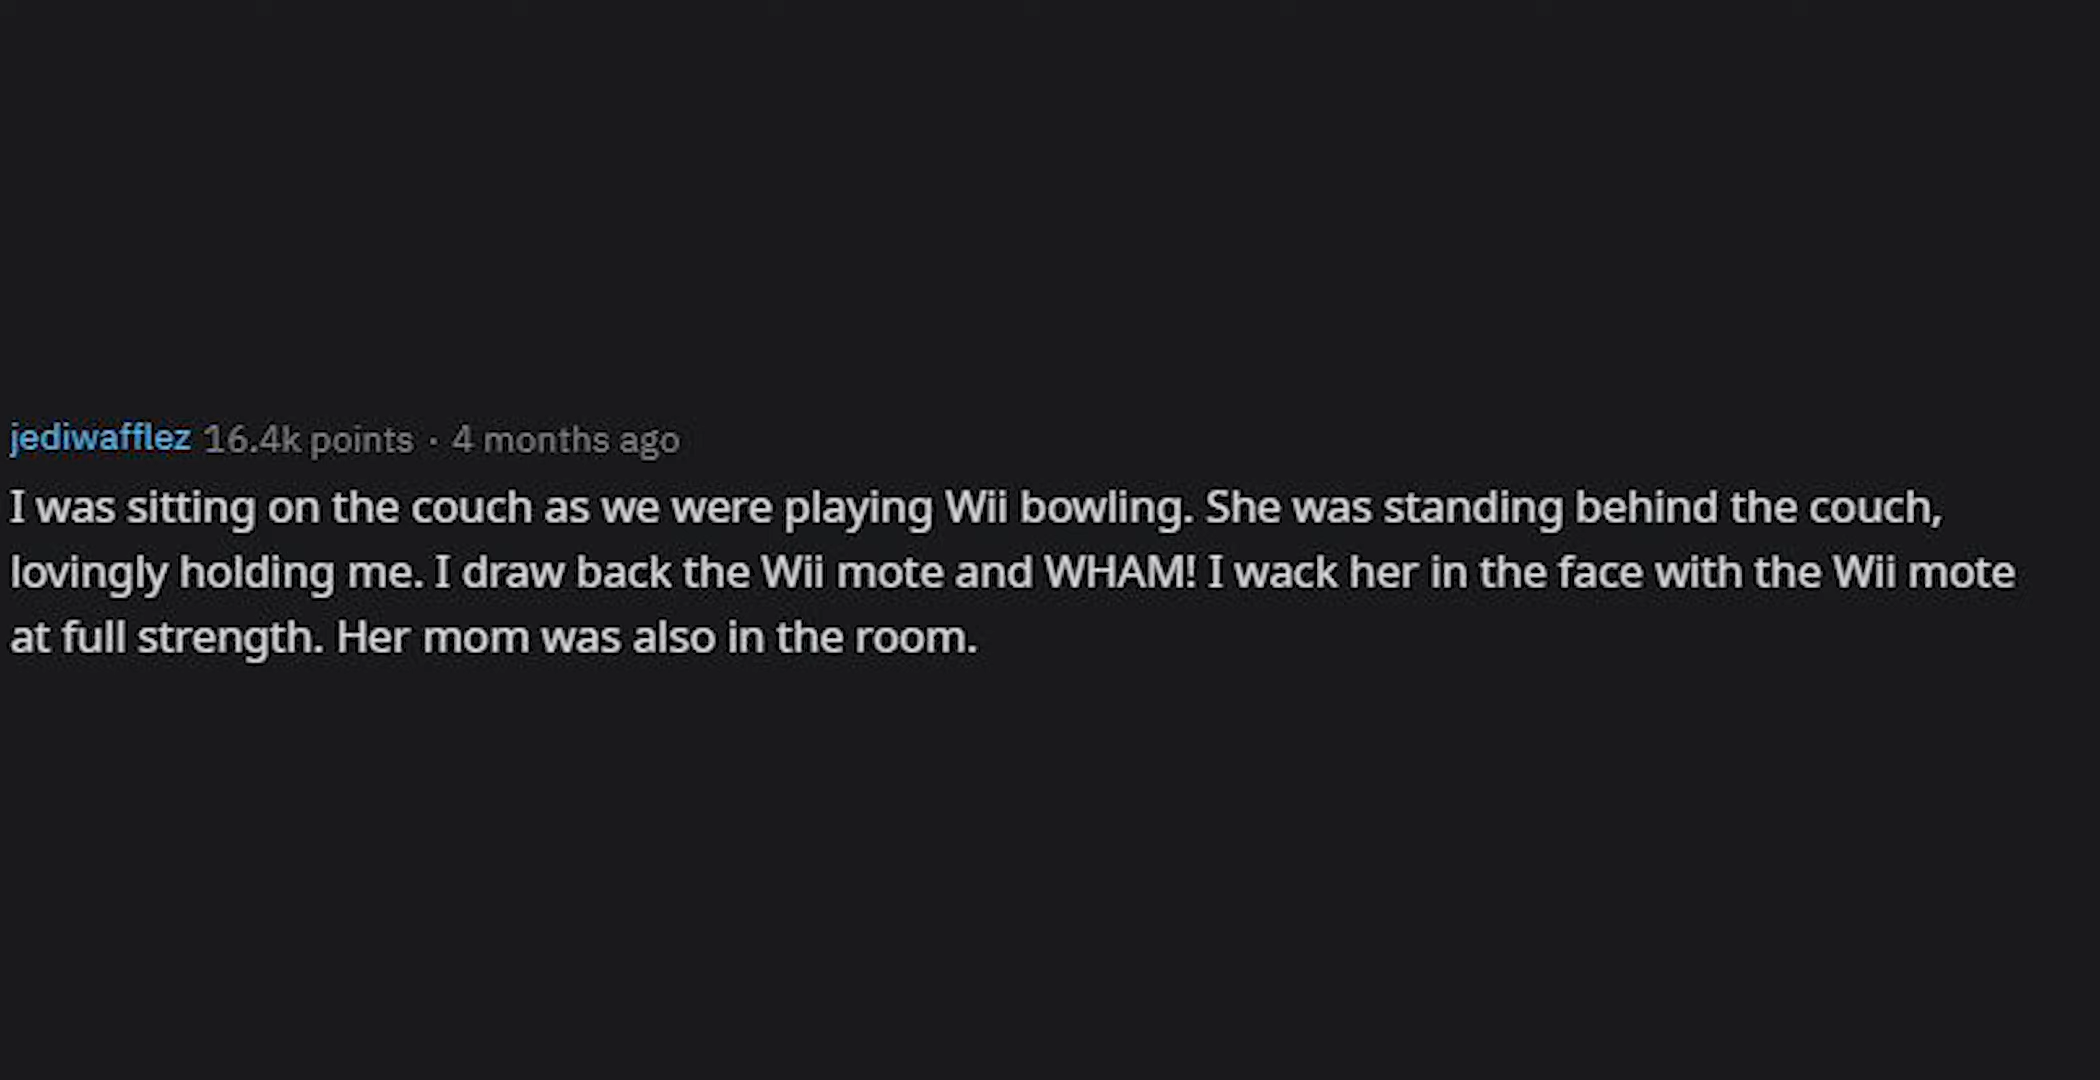 jediwafflez 16.4k points · 4 months ago
I was sitting on the couch as we were playing Wii bowling. She was standing behind the couch,
lovingly holding me. I draw back the Wii mote and WHAM! I wack her in the face with the Wii mote
at full strength. Her mom was also in the room.